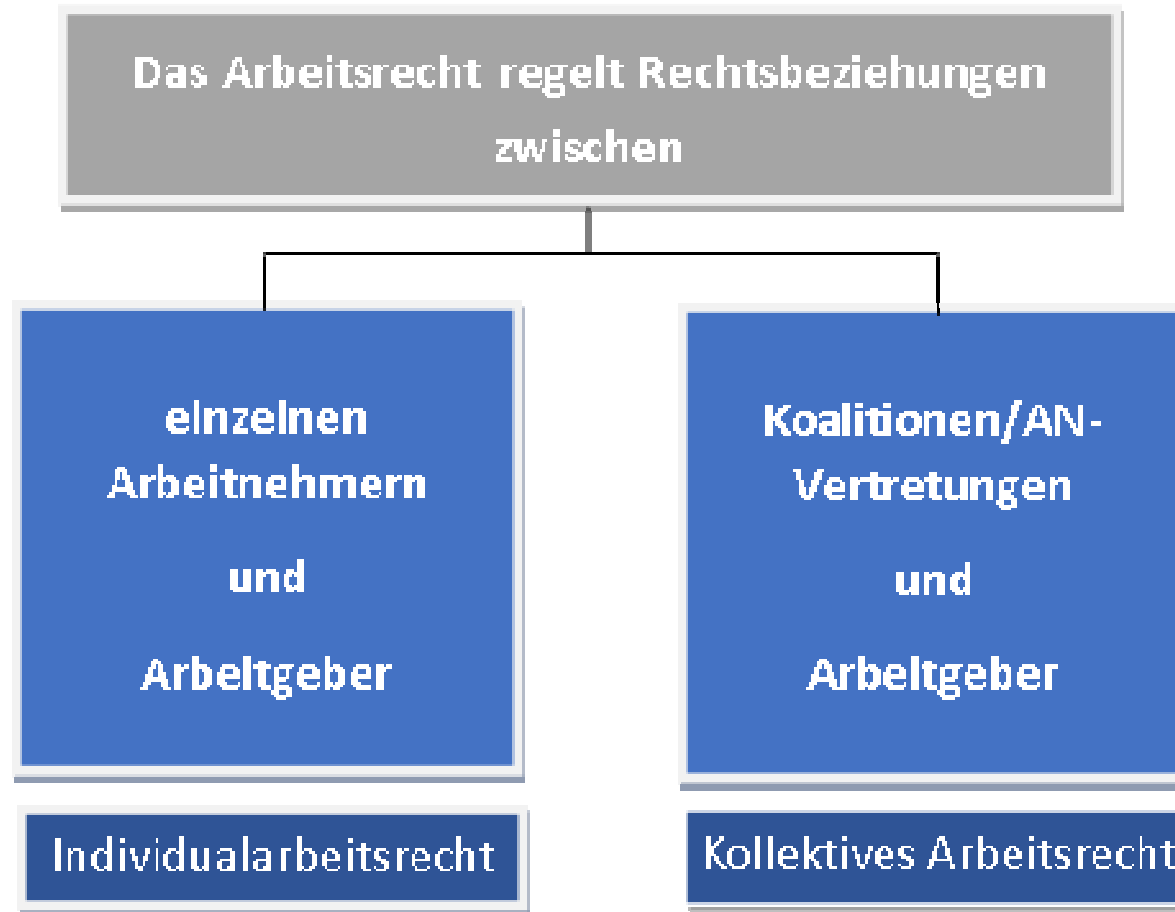 Das Arbeitsrecht regelt Rechtsbeziehungen
zwischen
einzelnen
Arbeitnehmern
und
Arbeitgeber
Koalitionen/AN-
Vertretungen
und
Arbeitgeber
Individualarbeitsrecht
Kollektives Arbeitsrecht